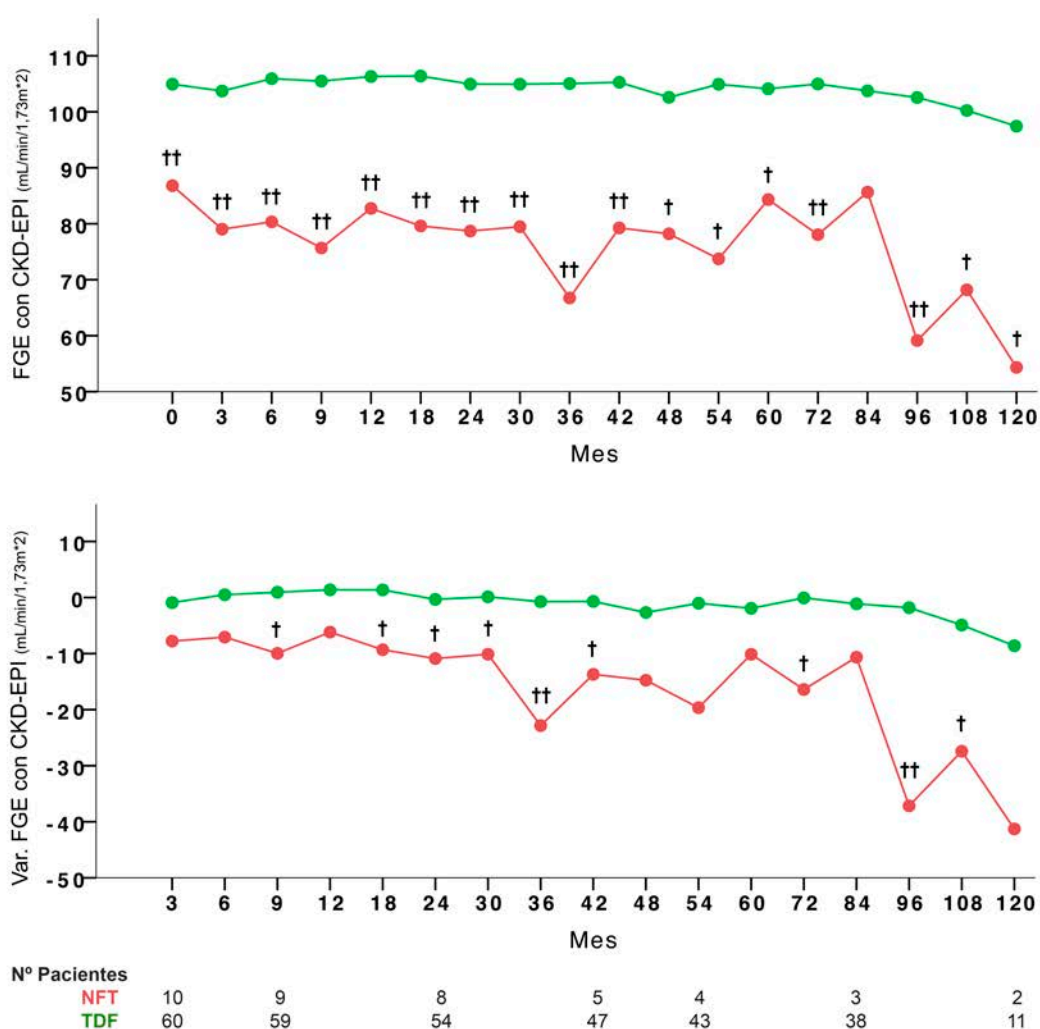 110
100
90
80
70
60
50
FGE con CKD-EPI (mL/min/1,73m*2)
†† †† †† †† †† †† †† †† †† †† † † † †† †† † †
0 3 6 9 12 18 24 30 36 42 48 54 60 72 84 96 108 120
Mes
10
0
-10
-20
-30
-40
-50
Var. FGE con CKD-EPI (mL/min/1,73m*2)
† † † † †† † † †† †
3 6 9 12 18 24 30 36 42 48 54 60 72 84 96 108 120
Mes
Nº Pacientes
NFT 10 9 8 5 4 3 2
TDF 60 59 54 47 43 38 11